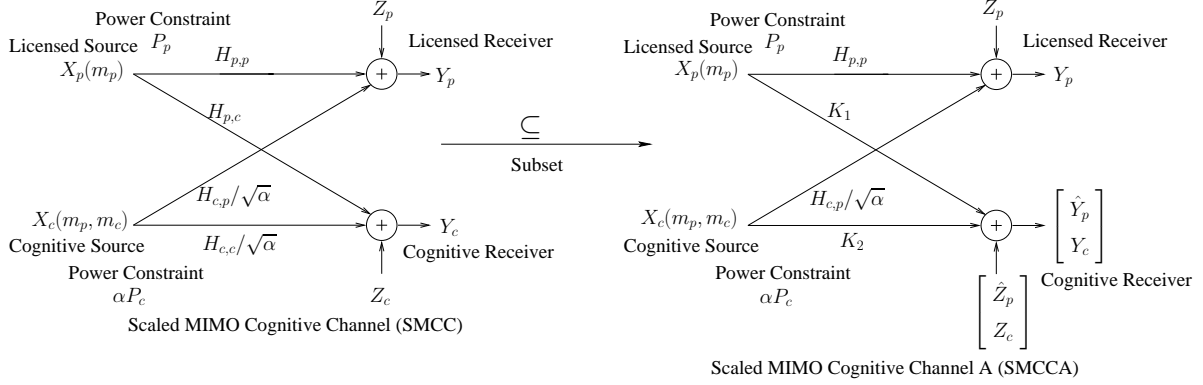 Power Constraint
P_p
Z_p
Licensed Source
Licensed Receiver
X_p(m_p)
H_{p,p}
+
Y_p
H_{p,c}
H_{c,p}/√α
X_c(m_p, m_c)
+
Y_c
Cognitive Source
H_{c,c}/√α
Cognitive Receiver
Power Constraint
αP_c
Z_c
Scaled MIMO Cognitive Channel (SMCC)
⊆
Subset
Power Constraint
P_p
Z_p
Licensed Source
Licensed Receiver
X_p(m_p)
H_{p,p}
+
Y_p
K_1
H_{c,p}/√α
X_c(m_p, m_c)
+
[Ŷ_p
Y_c]
Cognitive Source
K_2
Cognitive Receiver
Power Constraint
αP_c
[Ẑ_p
Z_c]
Scaled MIMO Cognitive Channel A (SMCCA)